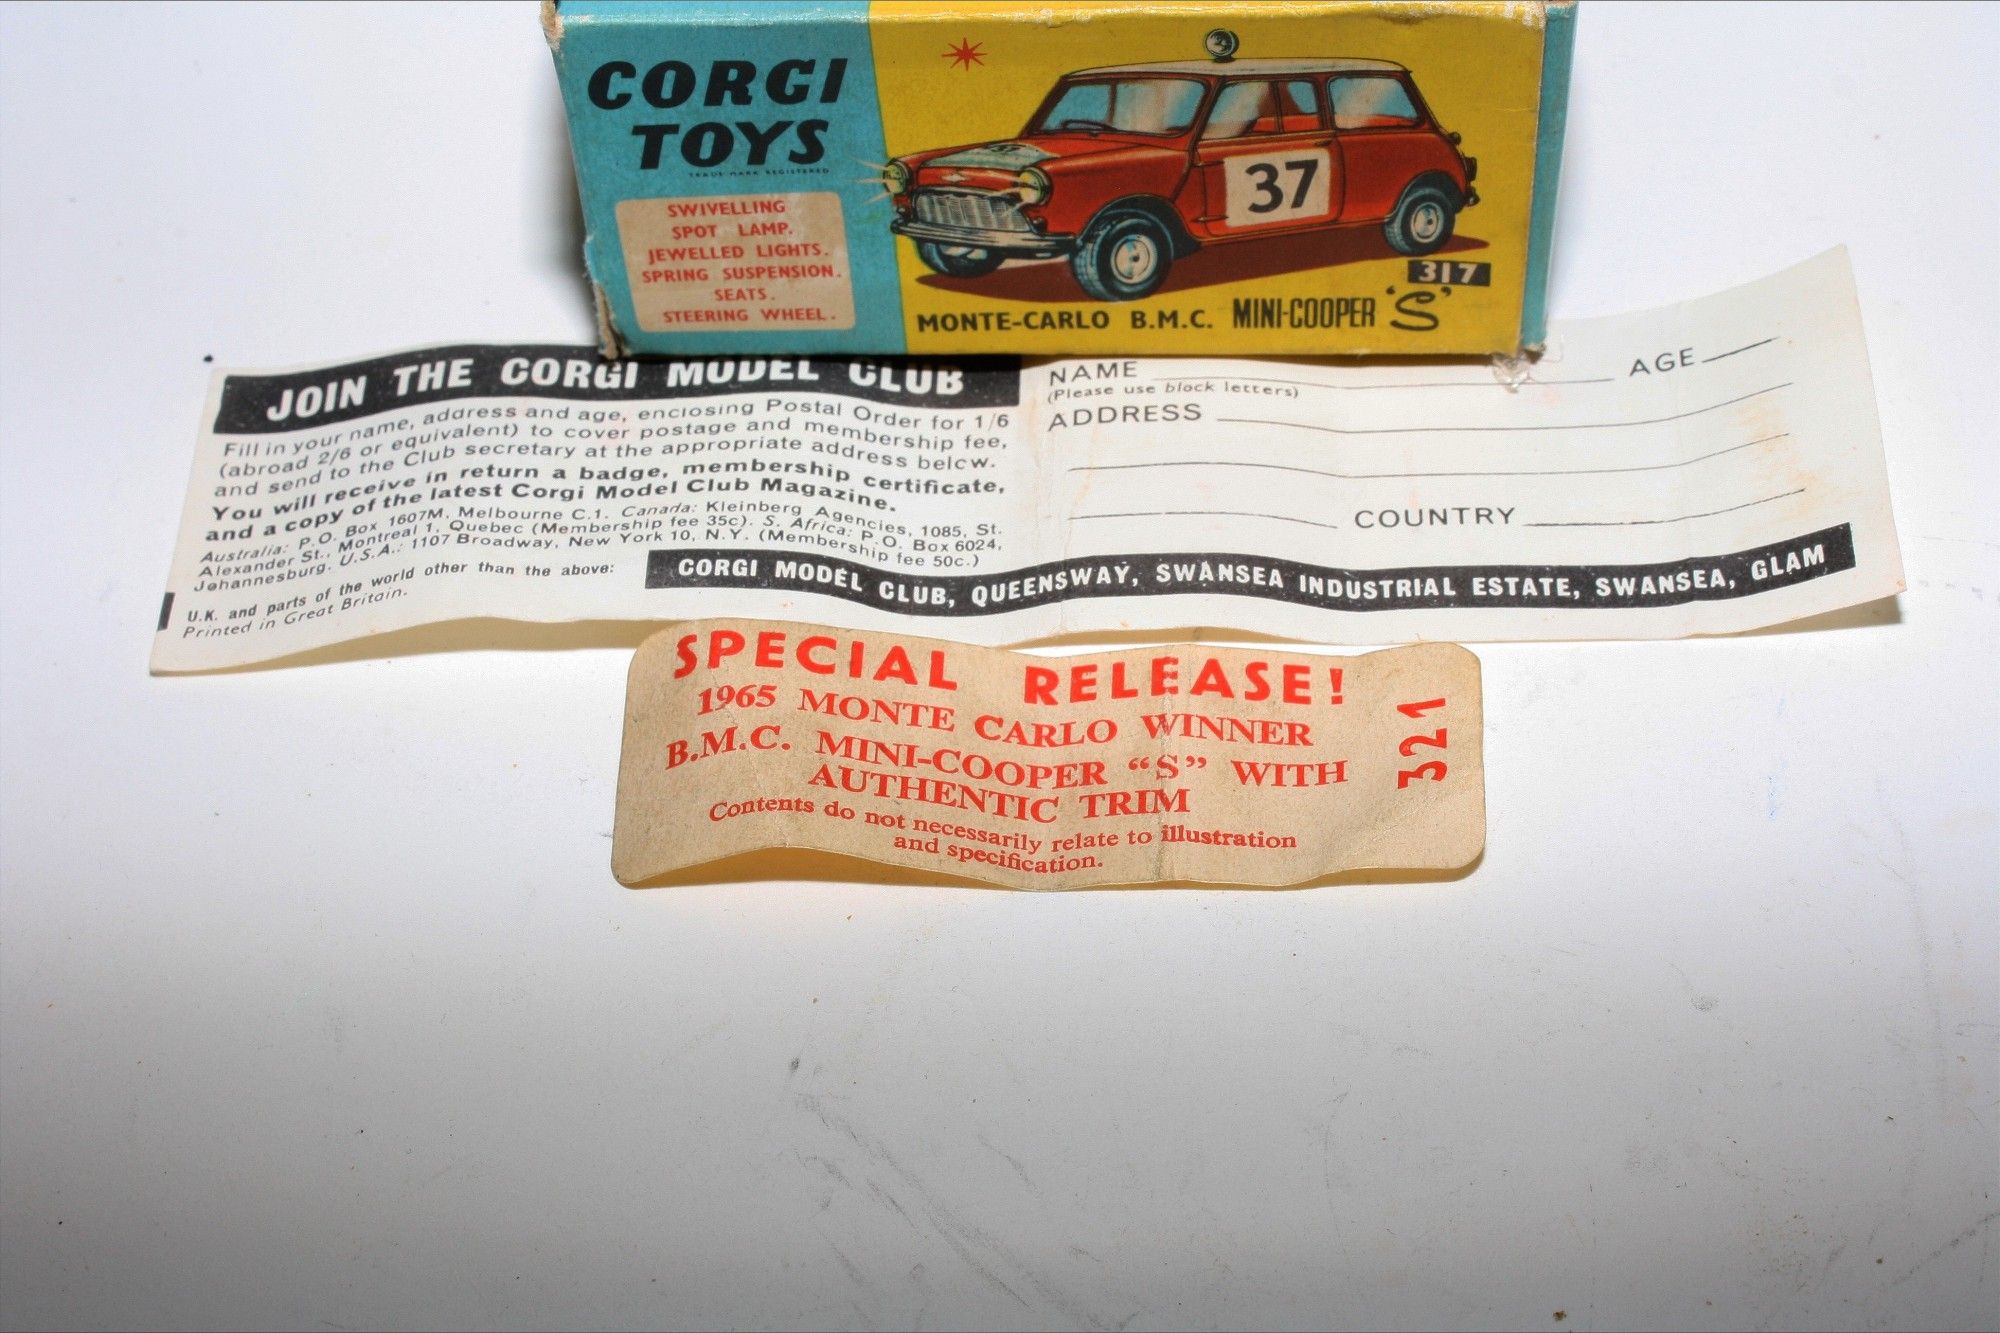 CORGI
TOYS
TRADE MARK REGISTERED
SWIVELLING
SPOT LAMP.
JEWELLED LIGHTS.
SPRING SUSPENSION.
SEATS.
STEERING WHEEL.
37
37
317
MONTE-CARLO B.M.C. MINI-COOPER 'S'
JOIN THE CORGI MODEL CLUB
Fill in your name, address and age, enclosing Postal Order for 1/6
(abroad 2/6 or equivalent) to cover postage and membership fee,
and send to the Club secretary at the appropriate address below.
You will receive in return a badge, membership certificate,
and a copy of the latest Corgi Model Club Magazine.
Australia: P.O. Box 1607M, Melbourne C.1. Canada: Kleinberg Agencies, 1085, St.
Alexander St., Montreal 1, Quebec (Membership fee 35c). S. Africa: P.O. Box 6024,
Johannesburg. U.S.A.: 1107 Broadway, New York 10, N.Y. (Membership fee 50c.)
U.K. and parts of the world other than the above:
Printed in Great Britain.
CORGI MODEL CLUB, QUEENSWAY, SWANSEA INDUSTRIAL ESTATE, SWANSEA, GLAM
NAME AGE
(Please use block letters)
ADDRESS
COUNTRY
SPECIAL RELEASE!
1965 MONTE CARLO WINNER
B.M.C. MINI-COOPER “S” WITH
AUTHENTIC TRIM
Contents do not necessarily relate to illustration
and specification.
321